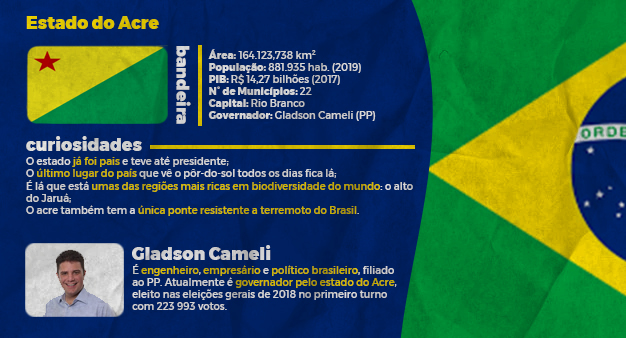 Estado do Acre
bandeira
Área: 164.123,738 km²
População: 881.935 hab. (2019)
PIB: R$ 14,27 bilhões (2017)
N° de Municípios: 22
Capital: Rio Branco
Governador: Gladson Cameli (PP)
curiosidades
O estado já foi pais e teve até presidente;
O último lugar do país que vê o pôr-do-sol todos os dias fica lá;
É lá que está umas das regiões mais ricas em biodiversidade do mundo: o alto
do Jaruá;
O acre também tem a única ponte resistente a terremoto do Brasil.
Gladson Cameli
É engenheiro, empresário e político brasileiro, filiado
ao PP. Atualmente é governador pelo estado do Acre,
eleito nas eleições gerais de 2018 no primeiro turno
com 223 993 votos.
ORDE